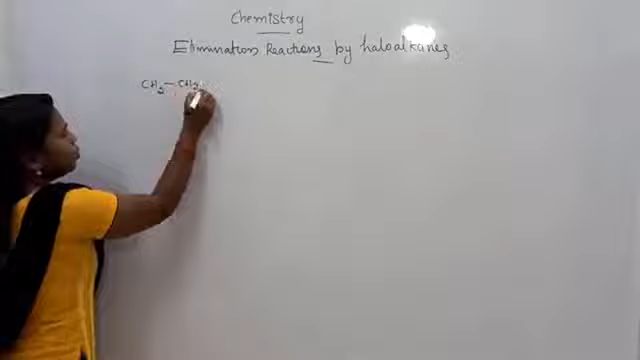 Chemistry
Elimination Reactions by haloalkanes
CH3 — CH2